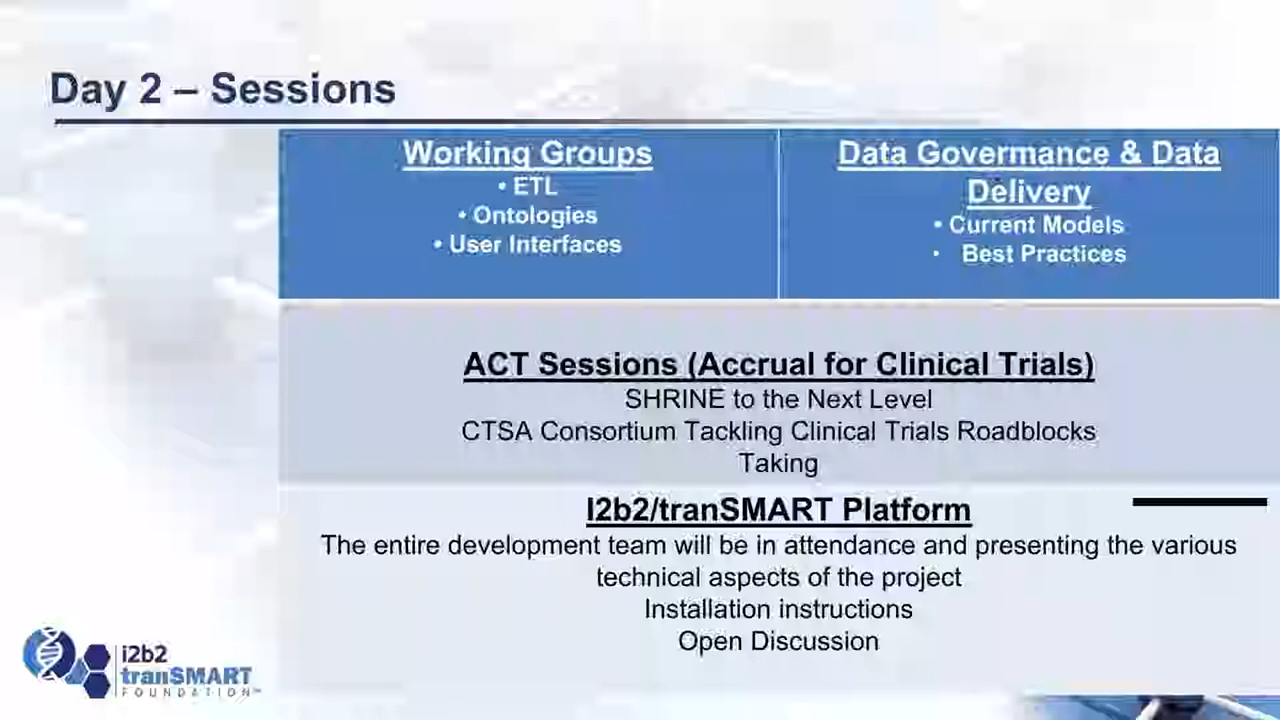 Day 2 – Sessions
Working Groups
• ETL
• Ontologies
• User Interfaces
Data Govermance & Data
Delivery
• Current Models
• Best Practices
ACT Sessions (Accrual for Clinical Trials)
SHRINE to the Next Level
CTSA Consortium Tackling Clinical Trials Roadblocks
Taking
I2b2/tranSMART Platform
The entire development team will be in attendance and presenting the various
technical aspects of the project
Installation instructions
Open Discussion
i2b2
tranSMART
FOUNDATION